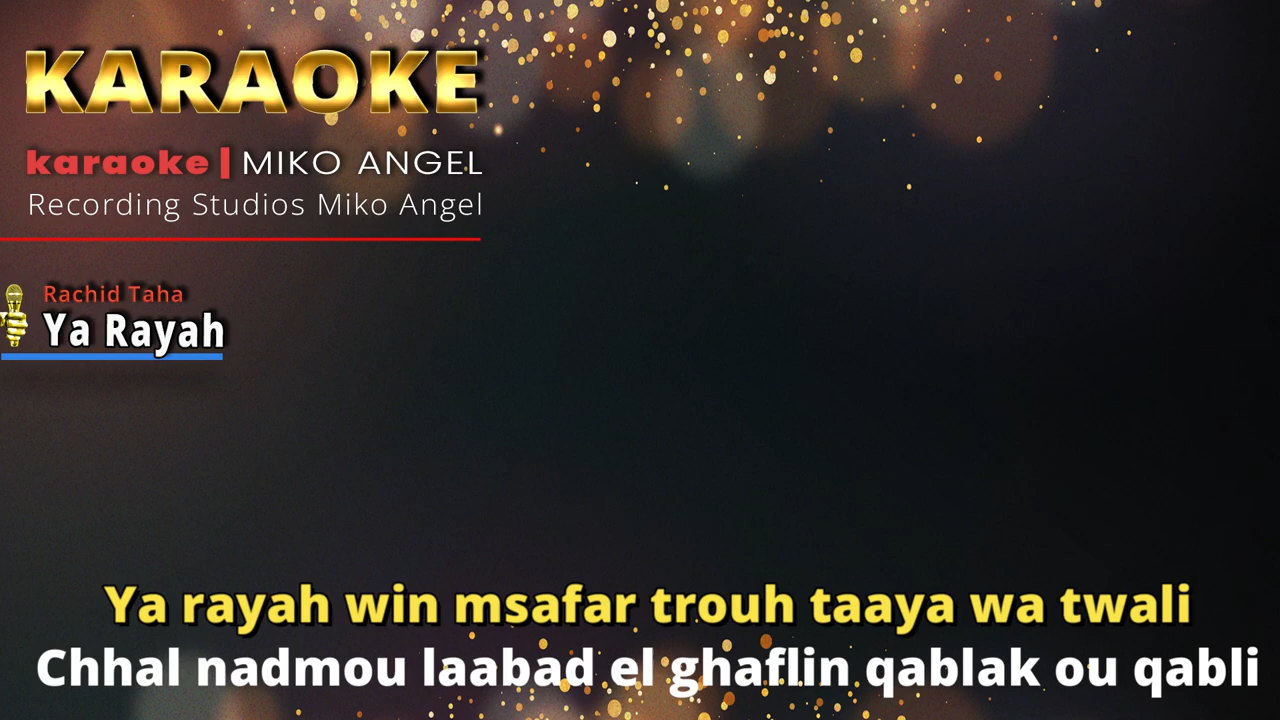 KARAOKE
karaoke|MIKO ANGEL
Recording Studios Miko Angel
Rachid Taha
Ya Rayah
Ya rayah win msafar trouh taaya wa twali
Chhal nadmou laabad el ghaflin qablak ou qabli